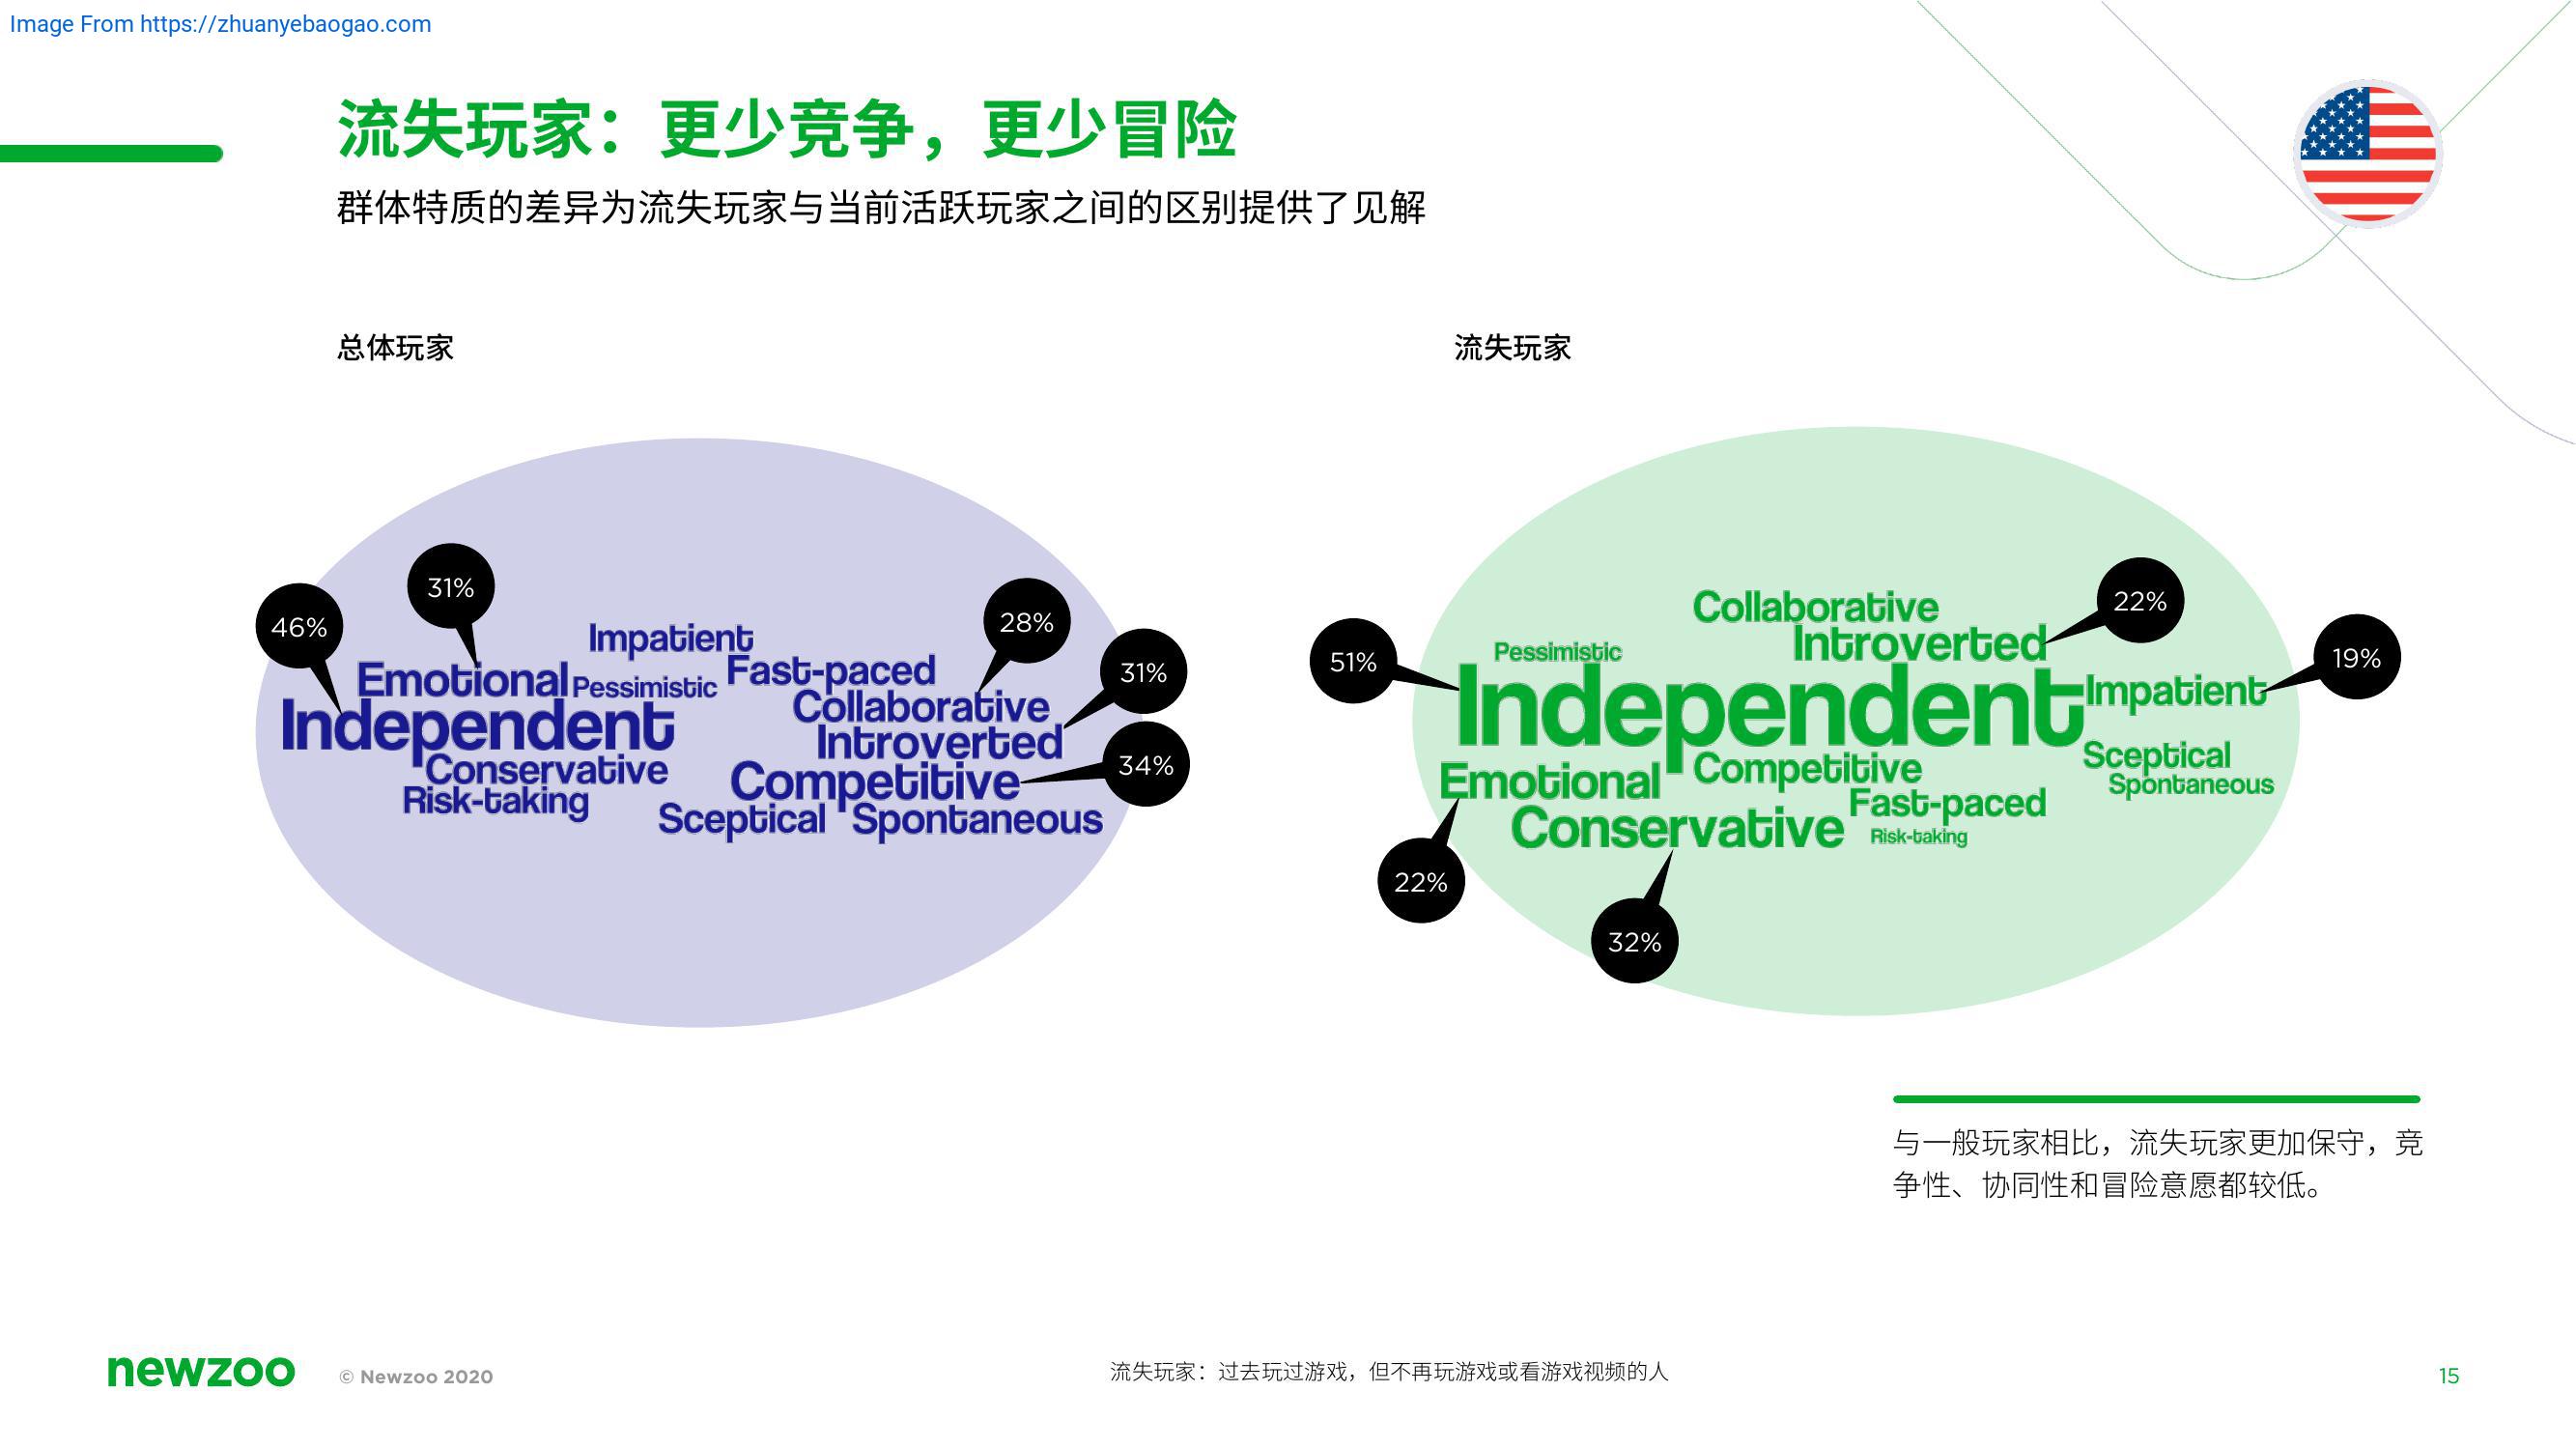 Image From https://zhuanyebaogao.com
流失玩家：更少竞争，更少冒险
群体特质的差异为流失玩家与当前活跃玩家之间的区别提供了见解
总体玩家
46%
31%
28%
31%
34%
Impatient
Emotional
Pessimistic
Fast-paced
Independent
Collaborative
Introverted
Conservative
Competitive
Risk-taking
Sceptical
Spontaneous
流失玩家
51%
22%
19%
22%
32%
Collaborative
Pessimistic
Introverted
Independent
Impatient
Sceptical
Emotional
Competitive
Spontaneous
Fast-paced
Conservative
Risk-taking
与一般玩家相比，流失玩家更加保守，竞
争性、协同性和冒险意愿都较低。
newzoo
© Newzoo 2020
流失玩家：过去玩过游戏，但不再玩游戏或看游戏视频的人
15